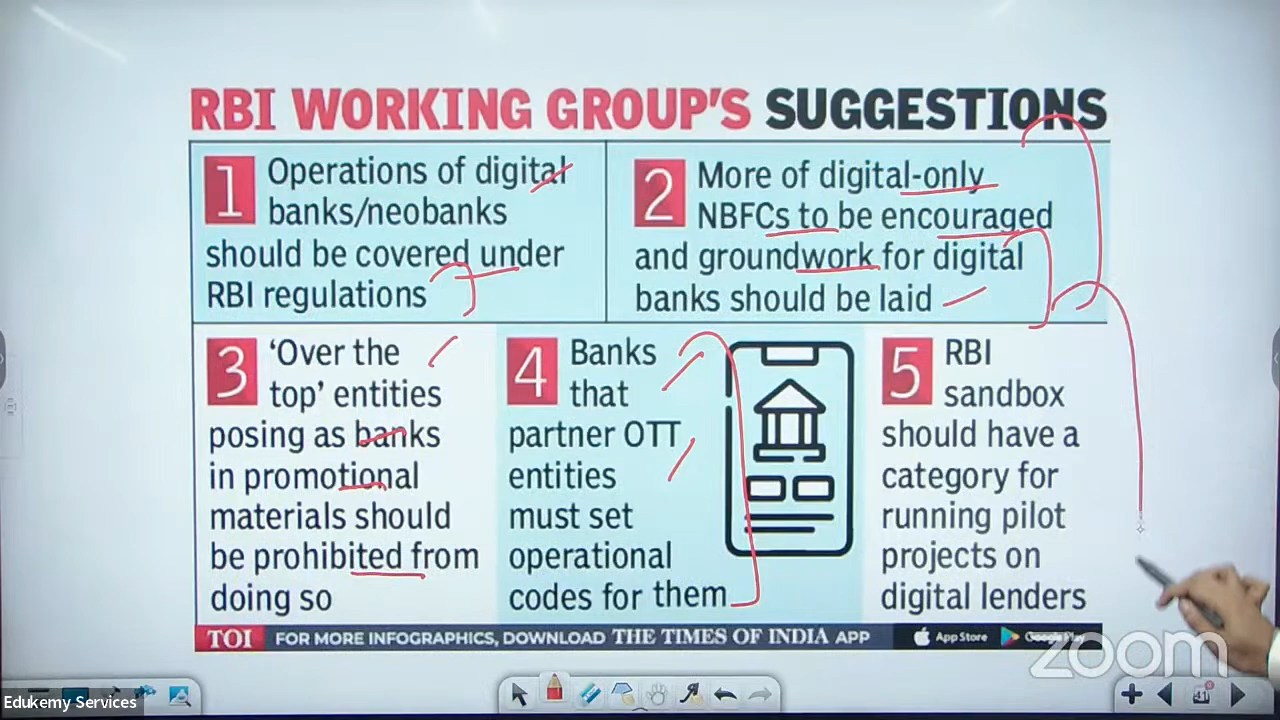 RBI WORKING GROUP'S SUGGESTIONS
1 Operations of digital
banks/neobanks
should be covered under
RBI regulations
2 More of digital-only
NBFCs to be encouraged
and groundwork for digital
banks should be laid
3 'Over the
top' entities
posing as banks
in promotional
materials should
be prohibited from
doing so
4 Banks
that
partner OTT
entities
must set
operational
codes for them
5 RBI
sandbox
should have a
category for
running pilot
projects on
digital lenders
TOI FOR MORE INFOGRAPHICS, DOWNLOAD THE TIMES OF INDIA APP App Store Google Play
zoom
Edukemy Services
41